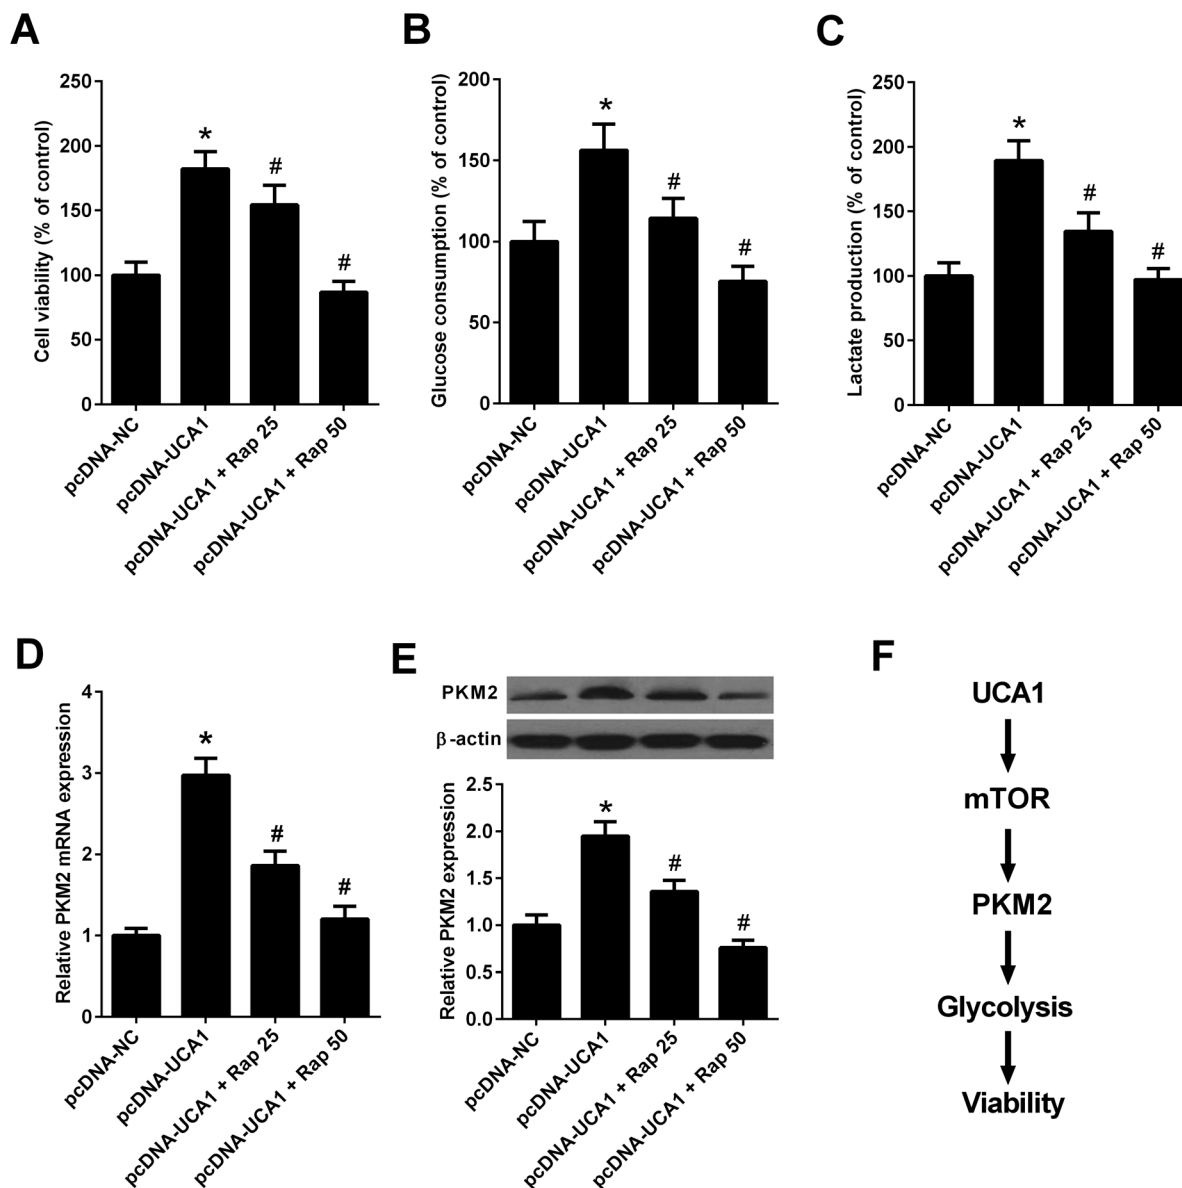 A
Cell viability (% of control)
250
200
150
100
50
0
*
#
#
pcDNA-NC
pcDNA-UCA1
pcDNA-UCA1 + Rap 25
pcDNA-UCA1 + Rap 50
B
Glucose consumption (% of control)
200
150
100
50
0
*
#
#
pcDNA-NC
pcDNA-UCA1
pcDNA-UCA1 + Rap 25
pcDNA-UCA1 + Rap 50
C
Lactate production (% of control)
250
200
150
100
50
0
*
#
#
pcDNA-NC
pcDNA-UCA1
pcDNA-UCA1 + Rap 25
pcDNA-UCA1 + Rap 50
D
Relative PKM2 mRNA expression
4
3
2
1
0
*
#
#
pcDNA-NC
pcDNA-UCA1
pcDNA-UCA1 + Rap 25
pcDNA-UCA1 + Rap 50
E
PKM2
β-actin
Relative PKM2 expression
2.5
2.0
1.5
1.0
0.5
0.0
*
#
#
pcDNA-NC
pcDNA-UCA1
pcDNA-UCA1 + Rap 25
pcDNA-UCA1 + Rap 50
F
UCA1
mTOR
PKM2
Glycolysis
Viability